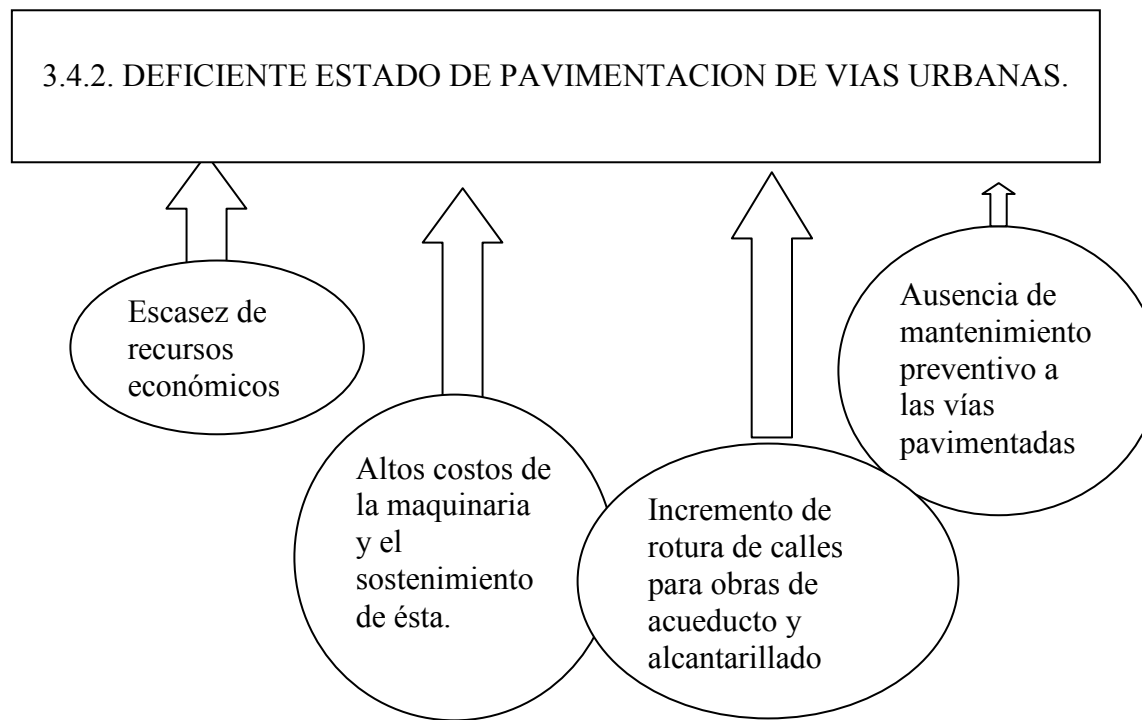 3.4.2. DEFICIENTE ESTADO DE PAVIMENTACION DE VIAS URBANAS.
Escasez de
recursos
económicos
Altos costos de
la maquinaria
y el
sostenimiento
de ésta.
Incremento de
rotura de calles
para obras de
acueducto y
alcantarillado
Ausencia de
mantenimiento
preventivo a
las vías
pavimentadas